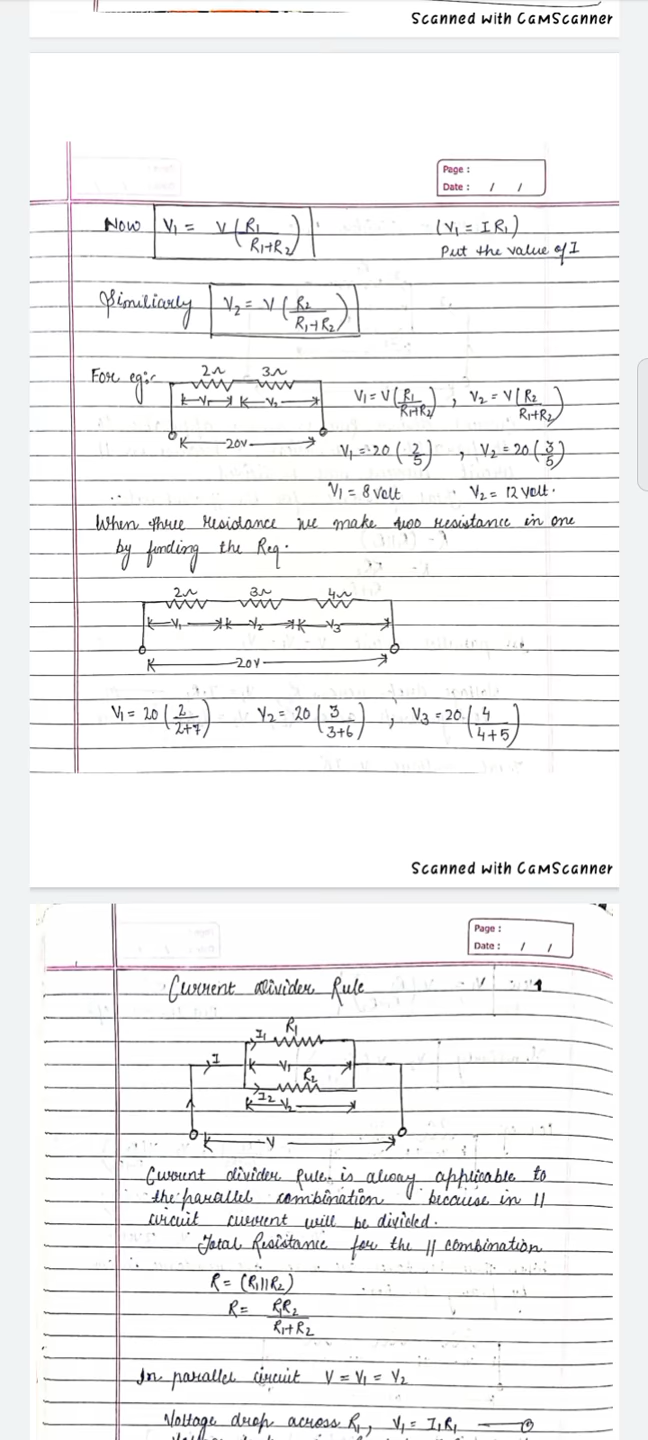 Scanned with CamScanner
Page :
Date : / /
Now V₁ = V (R₁ / R₁+R₂) (V₁ = I R₁)
Put the value of I
Similiarly V₂ = V (R₂ / R₁+R₂)
For eg:- 2Ω 3Ω
V₁ V₂
20V
V₁ = V (R₁ / R₁+R₂) , V₂ = V (R₂ / R₁+R₂)
V₁ = 20 (2/5) , V₂ = 20 (3/5)
V₁ = 8 Volt V₂ = 12 Volt.
When three resistance we make two resistance in one
by finding the Req.
2Ω 3Ω 4Ω
V₁ V₂ V₃
20V
V₁ = 20 (2 / 2+7) V₂ = 20 (3 / 3+6) , V₃ = 20 (4 / 4+5)
Scanned with CamScanner
Page :
Date : / /
Current divider Rule
I₁ R₁
I V₁
R₂
I₂ V₂
V
Current divider Rule is alway applicable to
the parallel combination because in ||
circuit current will be divided.
Total Resistance for the || combination
R = (R₁||R₂)
R = R₁R₂ / R₁+R₂
In parallel circuit V = V₁ = V₂
Voltage drop across R₁, V₁ = I₁R₁ — ①